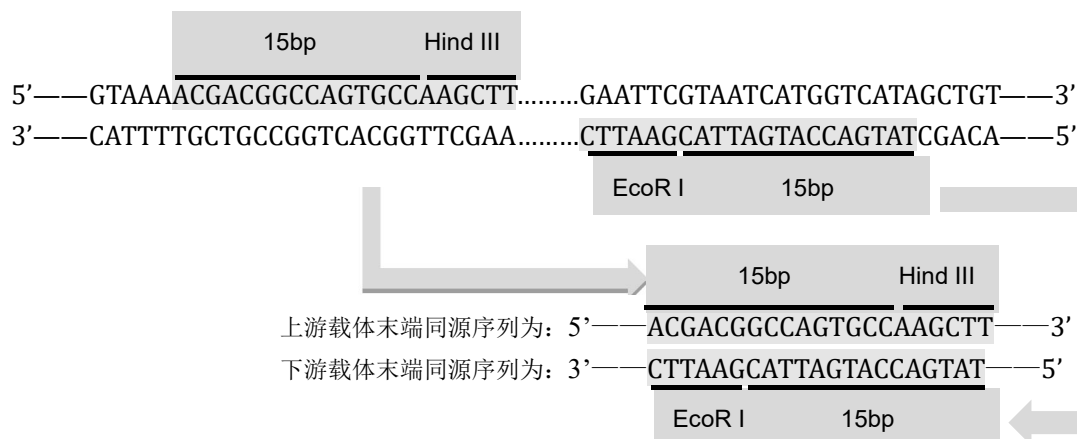 15bp Hind III
5’——GTAAAACGACGGCCAGTGCCAAGCTT………GAATTCGTAATCATGGTCATAGCTGT——3’
3’——CATTTTGCTGCCGGTCACGGTTCGAA………CTTAAGCATTAGTACCAGTATCGACA——5’
EcoR I 15bp
15bp Hind III
上游载体末端同源序列为：5’——ACGACGGCCAGTGCCAAGCTT——3’
下游载体末端同源序列为：3’——CTTAAGCATTAGTACCAGTAT——5’
EcoR I 15bp